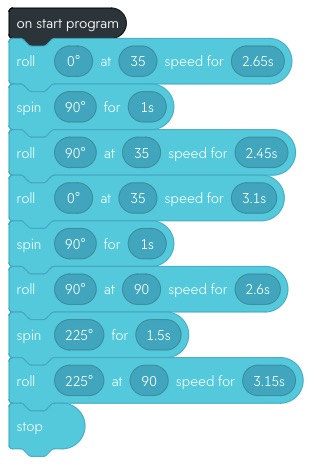 on start program
roll 0° at 35 speed for 2.65s
spin 90° for 1s
roll 90° at 35 speed for 2.45s
roll 0° at 35 speed for 3.1s
spin 90° for 1s
roll 90° at 90 speed for 2.6s
spin 225° for 1.5s
roll 225° at 90 speed for 3.15s
stop